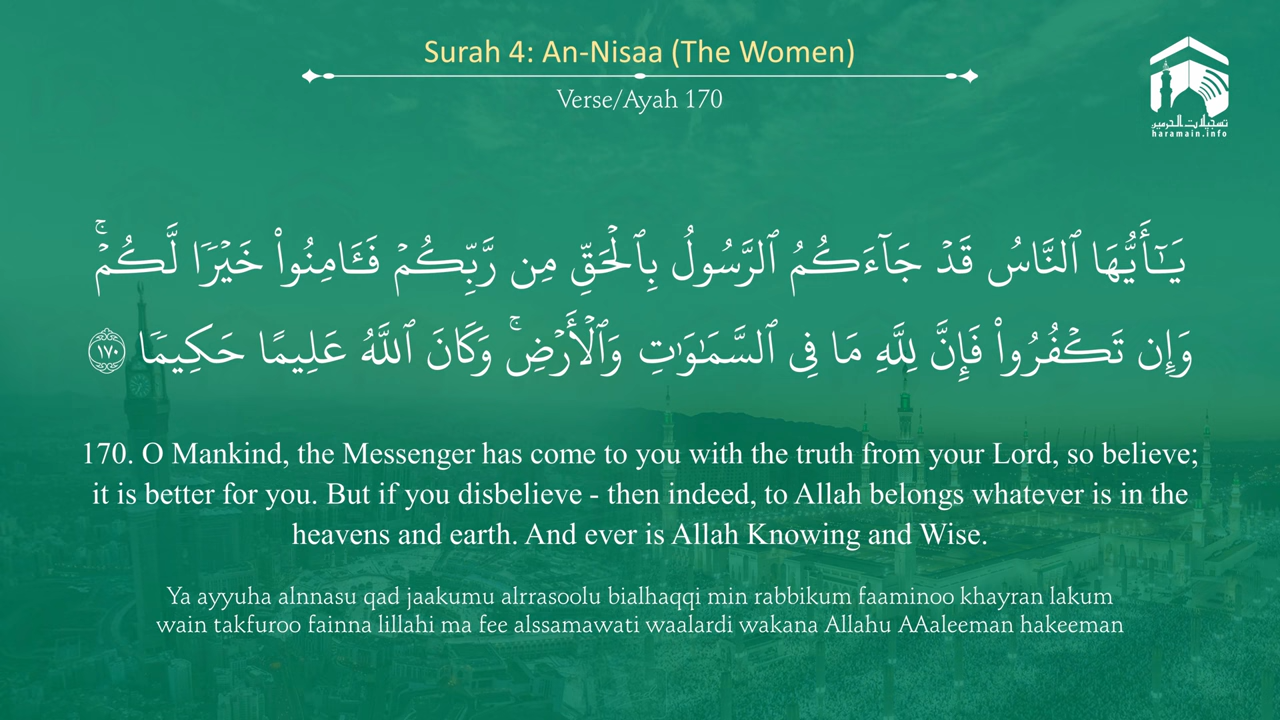 Surah 4: An-Nisaa (The Women)
Verse/Ayah 170
تسجيلات الحرمين
haramain.info
يَـٰٓأَيُّهَا ٱلنَّاسُ قَدۡ جَآءَكُمُ ٱلرَّسُولُ بِٱلۡحَقِّ مِن رَّبِّكُمۡ فَـَٔامِنُواْ خَيۡرٗا لَّكُمۡۚ
وَإِن تَكۡفُرُواْ فَإِنَّ لِلَّهِ مَا فِي ٱلسَّمَٰوَٰتِ وَٱلۡأَرۡضِۚ وَكَانَ ٱللَّهُ عَلِيمًا حَكِيمٗا ١٧٠
170. O Mankind, the Messenger has come to you with the truth from your Lord, so believe;
it is better for you. But if you disbelieve - then indeed, to Allah belongs whatever is in the
heavens and earth. And ever is Allah Knowing and Wise.
Ya ayyuha alnnasu qad jaakumu alrrasoolu bialhaqqi min rabbikum faaminoo khayran lakum
wain takfuroo fainna lillahi ma fee alssamawati waalardi wakana Allahu AAaleeman hakeeman